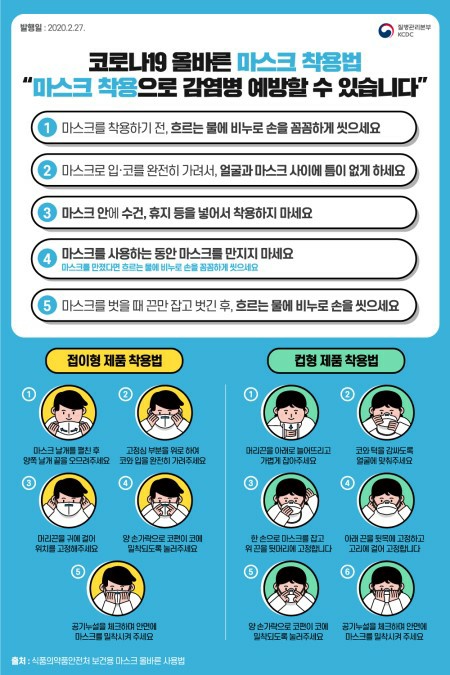 발행일 : 2020.2.27.
질병관리본부
KCDC
코로나19 올바른 마스크 착용법
“마스크 착용으로 감염병 예방할 수 있습니다”
1 마스크를 착용하기 전, 흐르는 물에 비누로 손을 꼼꼼하게 씻으세요
2 마스크로 입·코를 완전히 가려서, 얼굴과 마스크 사이에 틈이 없게 하세요
3 마스크 안에 수건, 휴지 등을 넣어서 착용하지 마세요
4 마스크를 사용하는 동안 마스크를 만지지 마세요
마스크를 만졌다면 흐르는 물에 비누로 손을 꼼꼼하게 씻으세요
5 마스크를 벗을 때 끈만 잡고 벗긴 후, 흐르는 물에 비누로 손을 씻으세요
접이형 제품 착용법
1
마스크 날개를 펼친 후
양쪽 날개 끝을 오므려주세요
2
고정심 부분을 위로 하여
코와 입을 완전히 가려주세요
3
머리끈을 귀에 걸어
위치를 고정해주세요
4
양 손가락으로 코편이 코에
밀착되도록 눌러주세요
5
공기누설을 체크하며 안면에
마스크를 밀착시켜 주세요
컵형 제품 착용법
1
머리끈을 아래로 늘어뜨리고
가볍게 잡아주세요
2
코와 턱을 감싸도록
얼굴에 맞춰주세요
3
한 손으로 마스크를 잡고
위 끈을 뒷머리에 고정합니다
4
아래 끈을 뒷목에 고정하고
고리에 걸어 고정합니다
5
양 손가락으로 코편이 코에
밀착되도록 눌러주세요
6
공기누설을 체크하며 안면에
마스크를 밀착시켜 주세요
출처 : 식품의약품안전처 보건용 마스크 올바른 사용법